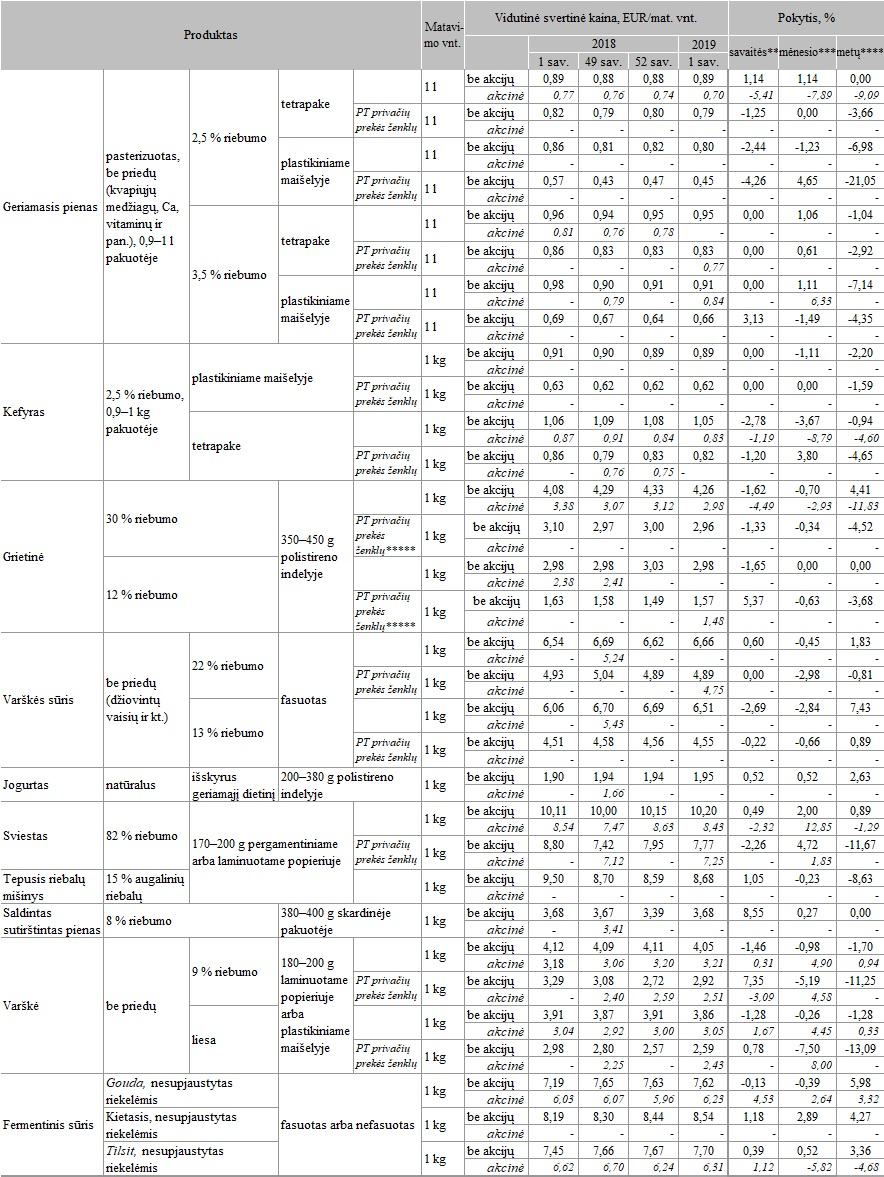 Produktas Matavi- Vidutinė svertinė kaina, EUR/mat. vnt. Pokytis, %
mo vnt. 2018 2019 savaitės** mėnesio*** metų****
1 sav. 49 sav. 52 sav. 1 sav.
Geriamasis pienas
pasterizuotas,
be priedų
(kvapiųjų
medžiagų, Ca,
vitaminų ir
pan.), 0,9–1 l
pakuotėje
2,5 % riebumo
tetrapake
1 l be akcijų 0,89 0,88 0,88 0,89 1,14 1,14 0,00
akcinė 0,77 0,76 0,74 0,70 -5,41 -7,89 -9,09
PT privačių
prekės ženklų
1 l be akcijų 0,82 0,79 0,80 0,79 -1,25 0,00 -3,66
akcinė - - - - - - -
plastikiniame
maišelyje
1 l be akcijų 0,86 0,81 0,82 0,80 -2,44 -1,23 -6,98
akcinė - - - - - - -
PT privačių
prekės ženklų
1 l be akcijų 0,57 0,43 0,47 0,45 -4,26 4,65 -21,05
akcinė - - - - - - -
3,5 % riebumo
tetrapake
1 l be akcijų 0,96 0,94 0,95 0,95 0,00 1,06 -1,04
akcinė 0,81 0,76 0,78 - - - -
PT privačių
prekės ženklų
1 l be akcijų 0,86 0,83 0,83 0,83 0,00 0,61 -2,92
akcinė - - - 0,77 - - -
plastikiniame
maišelyje
1 l be akcijų 0,98 0,90 0,91 0,91 0,00 1,11 -7,14
akcinė - 0,79 - 0,84 - 6,33 -
PT privačių
prekės ženklų
1 l be akcijų 0,69 0,67 0,64 0,66 3,13 -1,49 -4,35
akcinė - - - - - - -
Kefyras
2,5 % riebumo,
0,9–1 kg
pakuotėje
plastikiniame maišelyje
1 kg be akcijų 0,91 0,90 0,89 0,89 0,00 -1,11 -2,20
akcinė - - - - - - -
PT privačių
prekės ženklų
1 kg be akcijų 0,63 0,62 0,62 0,62 0,00 0,00 -1,59
akcinė - - - - - - -
tetrapake
1 kg be akcijų 1,06 1,09 1,08 1,05 -2,78 -3,67 -0,94
akcinė 0,87 0,91 0,84 0,83 -1,19 -8,79 -4,60
PT privačių
prekės ženklų
1 kg be akcijų 0,86 0,79 0,83 0,82 -1,20 3,80 -4,65
akcinė - 0,76 0,75 - - - -
Grietinė
30 % riebumo
350–450 g
polistireno
indelyje
1 kg be akcijų 4,08 4,29 4,33 4,26 -1,62 -0,70 4,41
akcinė 3,38 3,07 3,12 2,98 -4,49 -2,93 -11,83
PT privačių
prekės
ženklų*****
1 kg be akcijų 3,10 2,97 3,00 2,96 -1,33 -0,34 -4,52
akcinė - - - - - - -
12 % riebumo
1 kg be akcijų 2,98 2,98 3,03 2,98 -1,65 0,00 0,00
akcinė 2,38 2,41 - - - - -
PT privačių
prekės
ženklų*****
1 kg be akcijų 1,63 1,58 1,49 1,57 5,37 -0,63 -3,68
akcinė - - - 1,48 - - -
Varškės sūris
be priedų
(džiovintų
vaisių ir kt.)
22 % riebumo
fasuotas
1 kg be akcijų 6,54 6,69 6,62 6,66 0,60 -0,45 1,83
akcinė - 5,24 - - - - -
PT privačių
prekės ženklų
1 kg be akcijų 4,93 5,04 4,89 4,89 0,00 -2,98 -0,81
akcinė - - - 4,75 - - -
13 % riebumo
1 kg be akcijų 6,06 6,70 6,69 6,51 -2,69 -2,84 7,43
akcinė - 5,43 - - - - -
PT privačių
prekės ženklų
1 kg be akcijų 4,51 4,58 4,56 4,55 -0,22 -0,66 0,89
akcinė - - - - - - -
Jogurtas
natūralus
išskyrus
geriamąjį dietinį
200–380 g polistireno
indelyje
1 kg be akcijų 1,90 1,94 1,94 1,95 0,52 0,52 2,63
akcinė - 1,66 - - - - -
Sviestas
82 % riebumo
170–200 g pergamentiniame
arba laminuotame popieriuje
1 kg be akcijų 10,11 10,00 10,15 10,20 0,49 2,00 0,89
akcinė 8,54 7,47 8,63 8,43 -2,32 12,85 -1,29
PT privačių
prekės ženklų
1 kg be akcijų 8,80 7,42 7,95 7,77 -2,26 4,72 -11,67
akcinė - 7,12 - 7,25 - 1,83 -
Tepusis riebalų
mišinys
15 % augalinių
riebalų
1 kg be akcijų 9,50 8,70 8,59 8,68 1,05 -0,23 -8,63
akcinė - - - - - - -
Saldintas
sutirštintas pienas
8 % riebumo
380–400 g skardinėje
pakuotėje
1 kg be akcijų 3,68 3,67 3,39 3,68 8,55 0,27 0,00
akcinė - 3,41 - - - - -
Varškė
be priedų
9 % riebumo
180–200 g
laminuotame
popieriuje
arba
plastikiniame
maišelyje
1 kg be akcijų 4,12 4,09 4,11 4,05 -1,46 -0,98 -1,70
akcinė 3,18 3,06 3,20 3,21 0,31 4,90 0,94
PT privačių
prekės ženklų
1 kg be akcijų 3,29 3,08 2,72 2,92 7,35 -5,19 -11,25
akcinė - 2,40 2,59 2,51 -3,09 4,58 -
liesa
1 kg be akcijų 3,91 3,87 3,91 3,86 -1,28 -0,26 -1,28
akcinė 3,04 2,92 3,00 3,05 1,67 4,45 0,33
PT privačių
prekės ženklų
1 kg be akcijų 2,98 2,80 2,57 2,59 0,78 -7,50 -13,09
akcinė - 2,25 - 2,43 - 8,00 -
Fermentinis sūris
Gouda, nesupjaustytas
riekelėmis
fasuotas arba nefasuotas
1 kg be akcijų 7,19 7,65 7,63 7,62 -0,13 -0,39 5,98
akcinė 6,03 6,07 5,96 6,23 4,53 2,64 3,32
Kietasis, nesupjaustytas
riekelėmis
1 kg be akcijų 8,19 8,30 8,44 8,54 1,18 2,89 4,27
akcinė - - - - - - -
Tilsit, nesupjaustytas
riekelėmis
1 kg be akcijų 7,45 7,66 7,67 7,70 0,39 0,52 3,36
akcinė 6,62 6,70 6,24 6,31 1,12 -5,82 -4,68